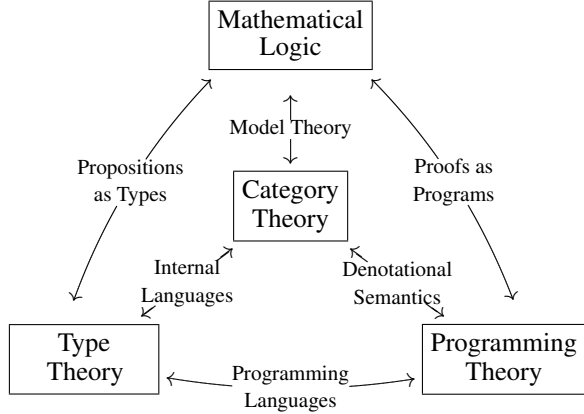 Mathematical
Logic
Model Theory
Propositions
as Types
Proofs as
Programs
Category
Theory
Internal
Languages
Denotational
Semantics
Type
Theory
Programming
Languages
Programming
Theory